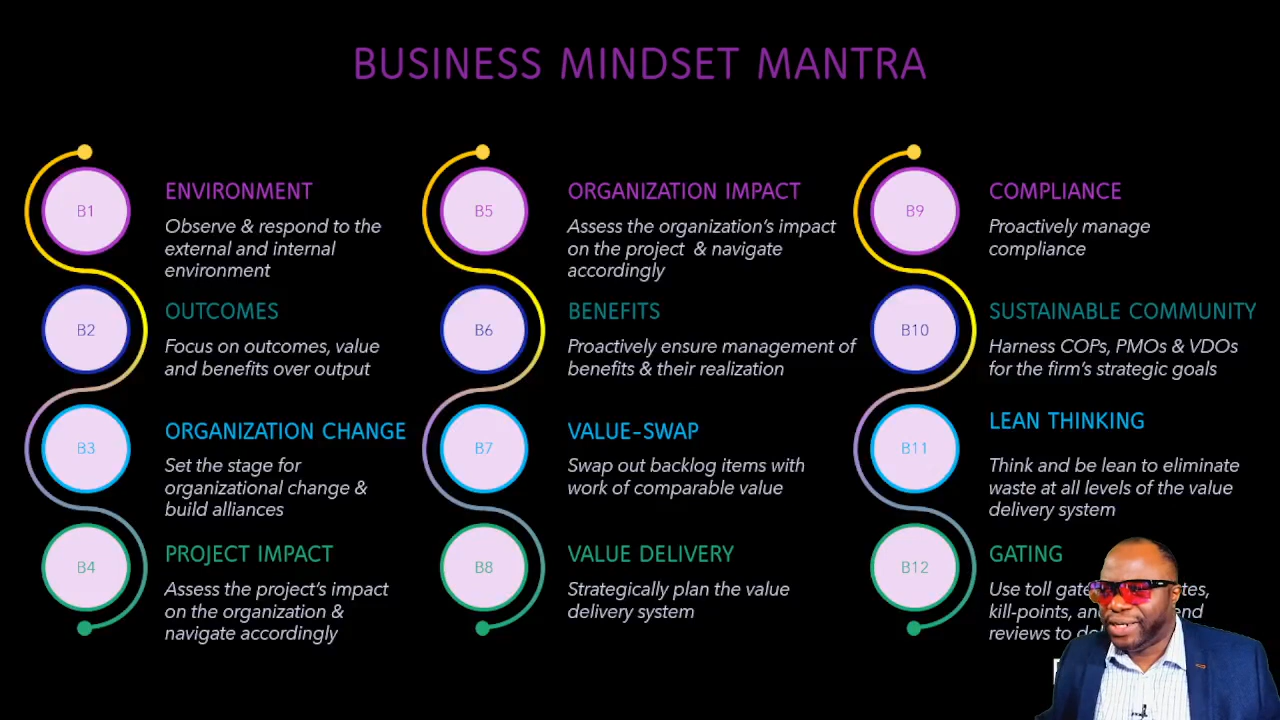 BUSINESS MINDSET MANTRA
B1
ENVIRONMENT
Observe & respond to the
external and internal
environment
B2
OUTCOMES
Focus on outcomes, value
and benefits over output
B3
ORGANIZATION CHANGE
Set the stage for
organizational change &
build alliances
B4
PROJECT IMPACT
Assess the project's impact
on the organization &
navigate accordingly
B5
ORGANIZATION IMPACT
Assess the organization's impact
on the project & navigate
accordingly
B6
BENEFITS
Proactively ensure management of
benefits & their realization
B7
VALUE-SWAP
Swap out backlog items with
work of comparable value
B8
VALUE DELIVERY
Strategically plan the value
delivery system
B9
COMPLIANCE
Proactively manage
compliance
B10
SUSTAINABLE COMMUNITY
Harness COPs, PMOs & VDOs
for the firm's strategic goals
B11
LEAN THINKING
Think and be lean to eliminate
waste at all levels of the value
delivery system
B12
GATING
Use toll
kill-points,
reviews to